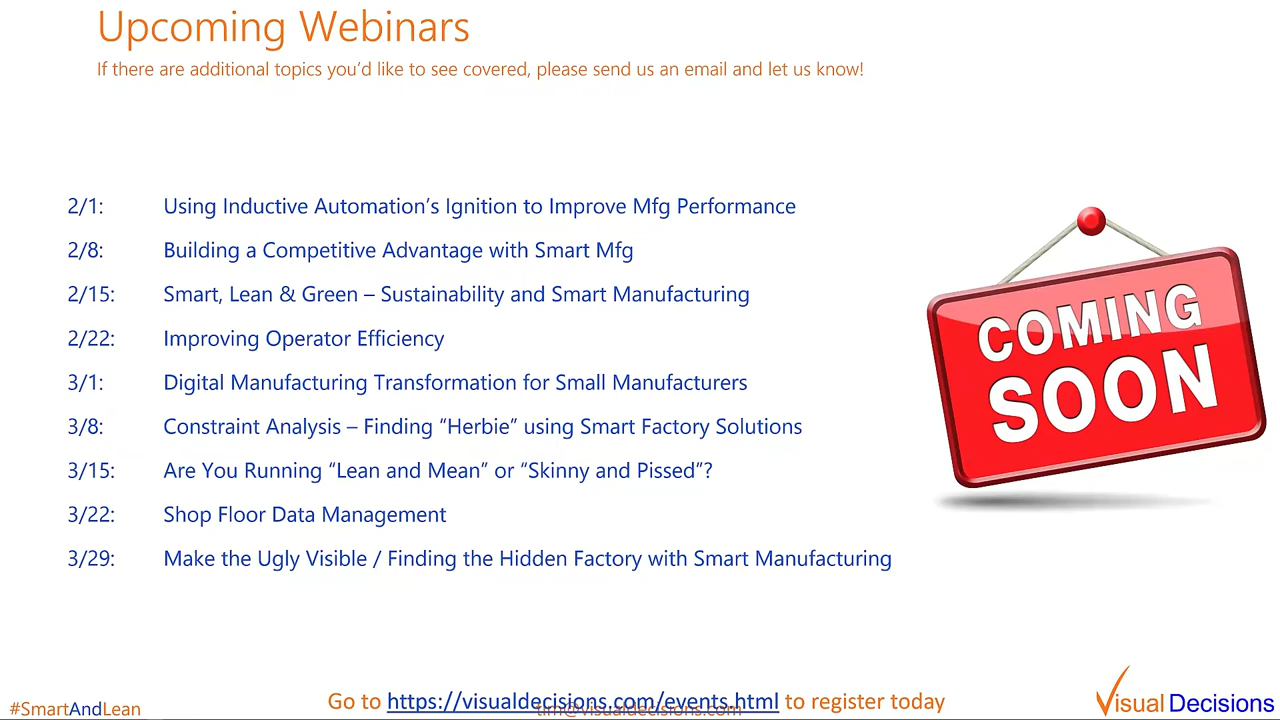 Upcoming Webinars
If there are additional topics you’d like to see covered, please send us an email and let us know!
2/1: Using Inductive Automation’s Ignition to Improve Mfg Performance
2/8: Building a Competitive Advantage with Smart Mfg
2/15: Smart, Lean & Green – Sustainability and Smart Manufacturing
2/22: Improving Operator Efficiency
3/1: Digital Manufacturing Transformation for Small Manufacturers
3/8: Constraint Analysis – Finding “Herbie” using Smart Factory Solutions
3/15: Are You Running “Lean and Mean” or “Skinny and Pissed”?
3/22: Shop Floor Data Management
3/29: Make the Ugly Visible / Finding the Hidden Factory with Smart Manufacturing
COMING
SOON
Go to https://visualdecisions.com/events.html to register today
tim@visualdecisions.com
#SmartAndLean
Visual Decisions